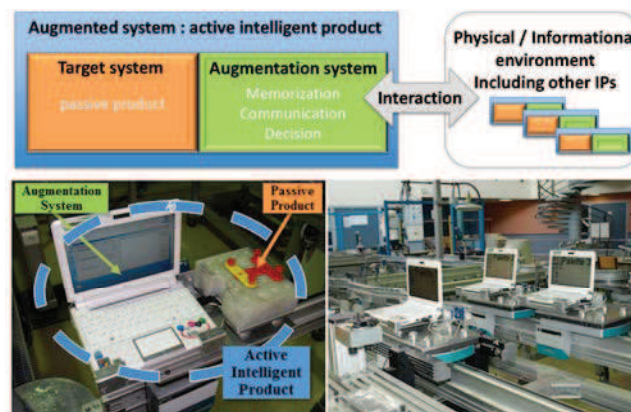 Augmented system : active intelligent product
Target system
passive product
Augmentation system
Memorization
Communication
Decision
Interaction
Physical / Informational
environment
Including other IPs
Augmentation
System
Passive
Product
Active
Intelligent
Product